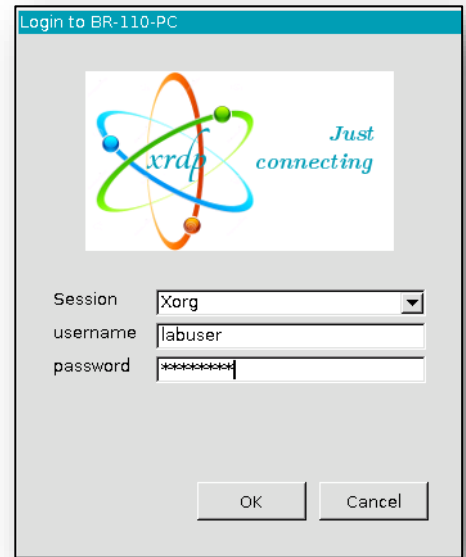 Login to BR-110-PC
Just
xrdp connecting
Session Xorg
username labuser
password *********
OK Cancel